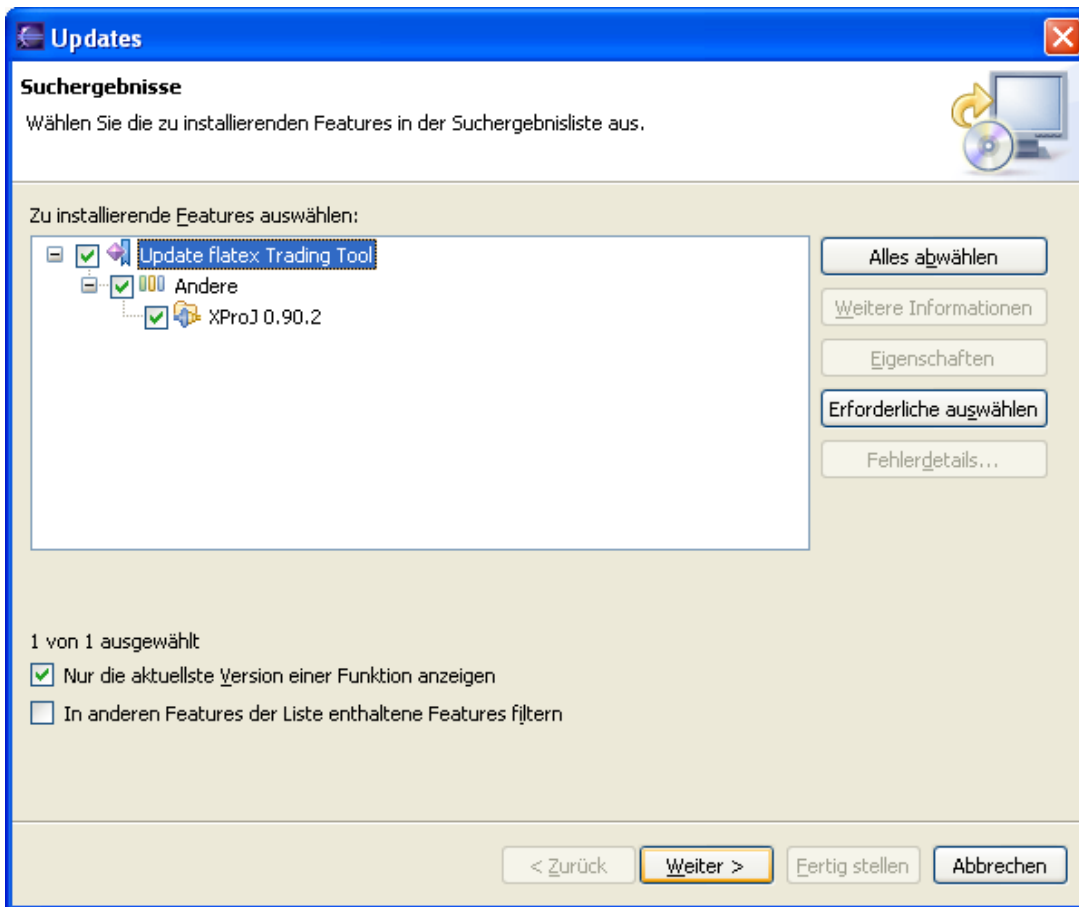 Updates
Suchergebnisse
Wählen Sie die zu installierenden Features in der Suchergebnisliste aus.
Zu installierende Features auswählen:
Update flatex Trading Tool
Andere
XProJ 0.90.2
Alles abwählen
Weitere Informationen
Eigenschaften
Erforderliche auswählen
Fehlerdetails...
1 von 1 ausgewählt
Nur die aktuellste Version einer Funktion anzeigen
In anderen Features der Liste enthaltene Features filtern
< Zurück
Weiter >
Fertig stellen
Abbrechen